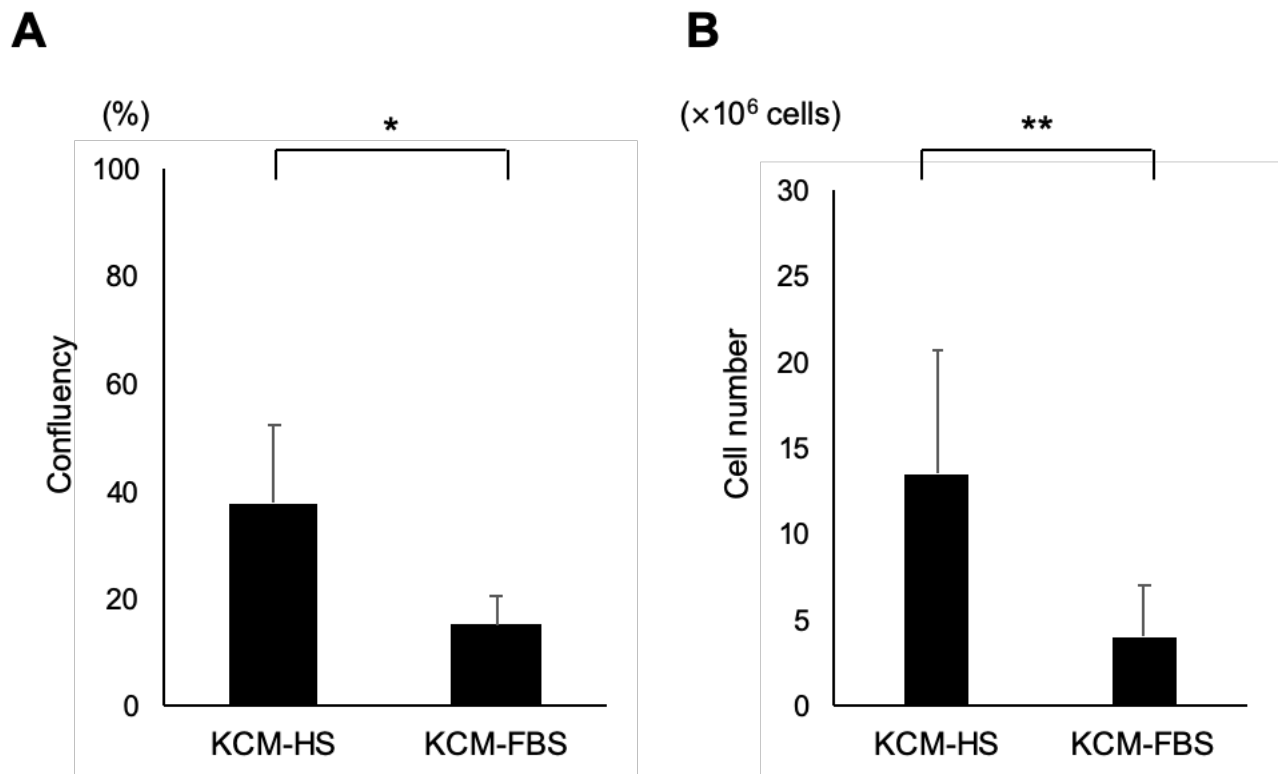 A
(%)
*
100
80
60
40
20
0
Confluency
KCM-HS KCM-FBS
B
(×10⁶ cells)
**
30
25
20
15
10
5
0
Cell number
KCM-HS KCM-FBS